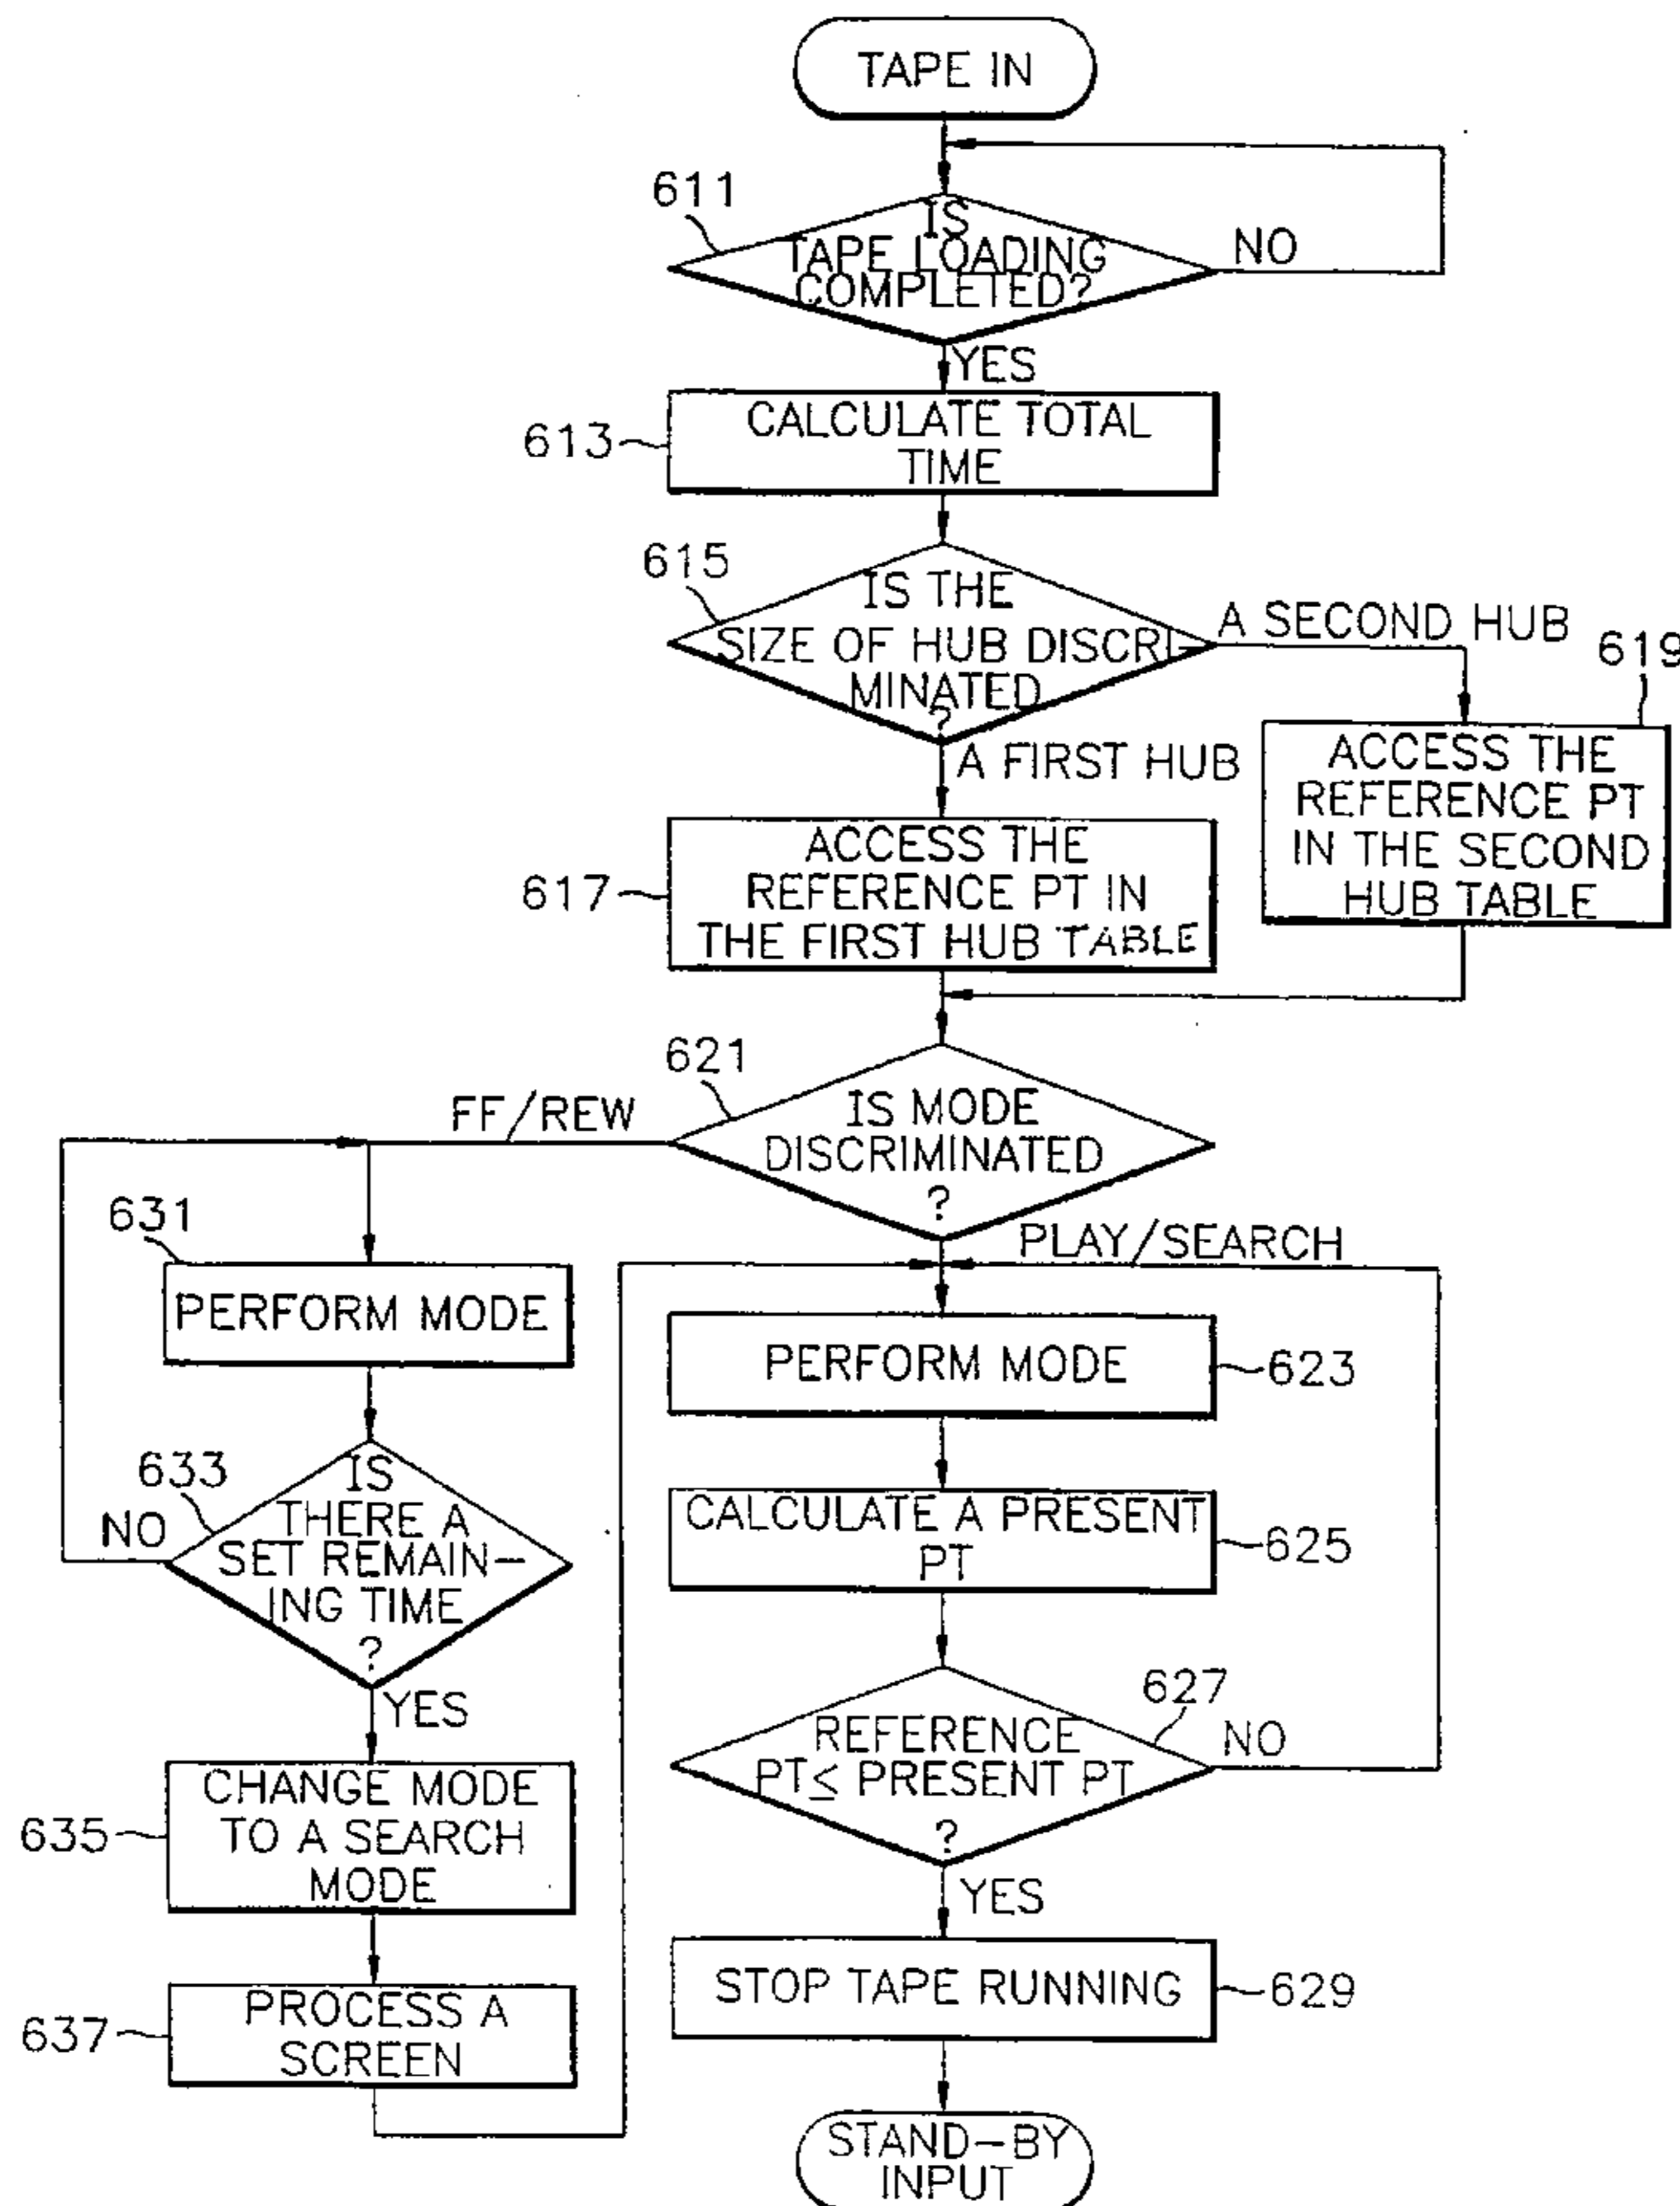 TAPE IN
611
IS
TAPE LOADING
COMPLETED?
NO
YES
613
CALCULATE TOTAL
TIME
615
IS THE
SIZE OF HUB DISCRI-
MINATED
?
A SECOND HUB
619
A FIRST HUB
ACCESS THE
REFERENCE PT
IN THE SECOND
HUB TABLE
617
ACCESS THE
REFERENCE PT IN
THE FIRST HUB TABLE
621
FF/REW
IS MODE
DISCRIMINATED
?
PLAY/SEARCH
631
PERFORM MODE
PERFORM MODE
623
633
IS
THERE A
SET REMAIN-
ING TIME
?
NO
YES
CALCULATE A PRESENT
PT
625
627
REFERENCE
PT≤ PRESENT PT
?
NO
YES
635
CHANGE MODE
TO A SEARCH
MODE
637
PROCESS A
SCREEN
STOP TAPE RUNNING
629
STAND-BY
INPUT